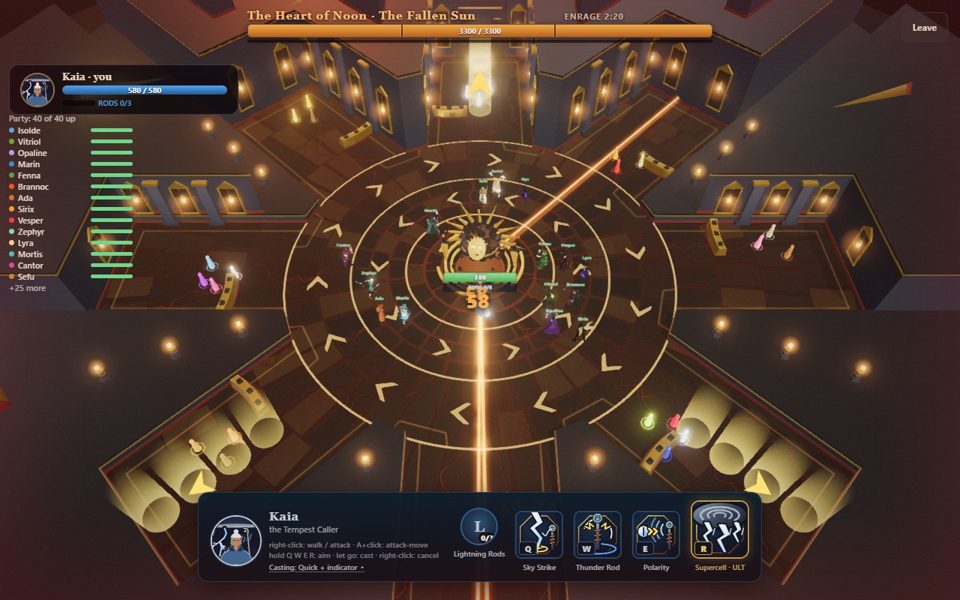 The Heart of Noon - The Fallen Sun
ENRAGE 2:20
3300 / 3300
Leave
Kaia - you
580 / 580
RODS 0/3
Party: 40 of 40 up
Isolde
Vitriol
Opaline
Marin
Fenna
Brannoc
Ada
Sirix
Vesper
Zephyr
Lyra
Mortis
Cantor
Sefu
+25 more
58
Kaia
the Tempest Caller
right-click: walk / attack · A+click: attack-move
hold Q W E R: aim · let go: cast · right-click: cancel
Casting: Quick + indicator
L
Lightning Rods
Q
Sky Strike
W
Thunder Rod
E
Polarity
R
Supercell · ULT